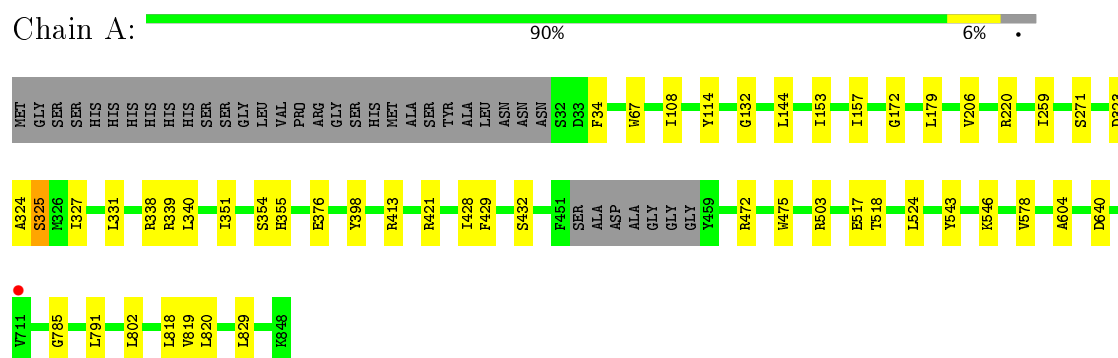 Chain A:
90% 6% •
MET GLY SER SER HIS HIS HIS HIS HIS HIS SER SER GLY LEU VAL PRO ARG GLY SER HIS MET ALA SER TYR ALA LEU ASN ASN ASN S32 D33 F34 W67 I108 Y114 G132 L144 I153 I157 G172 L179 V206 R220 I259 S271 D323
A324 S325 M326 I327 L331 R338 R339 L340 I351 S354 H355 E376 Y398 R413 R421 I428 F429 S432 F451 SER ALA ASP ALA GLY GLY GLY Y459 R472 W475 R503 E517 T518 L524 Y543 K546 V578 A604 D640
V711 G785 L791 L802 L818 V819 L820 L829 K848